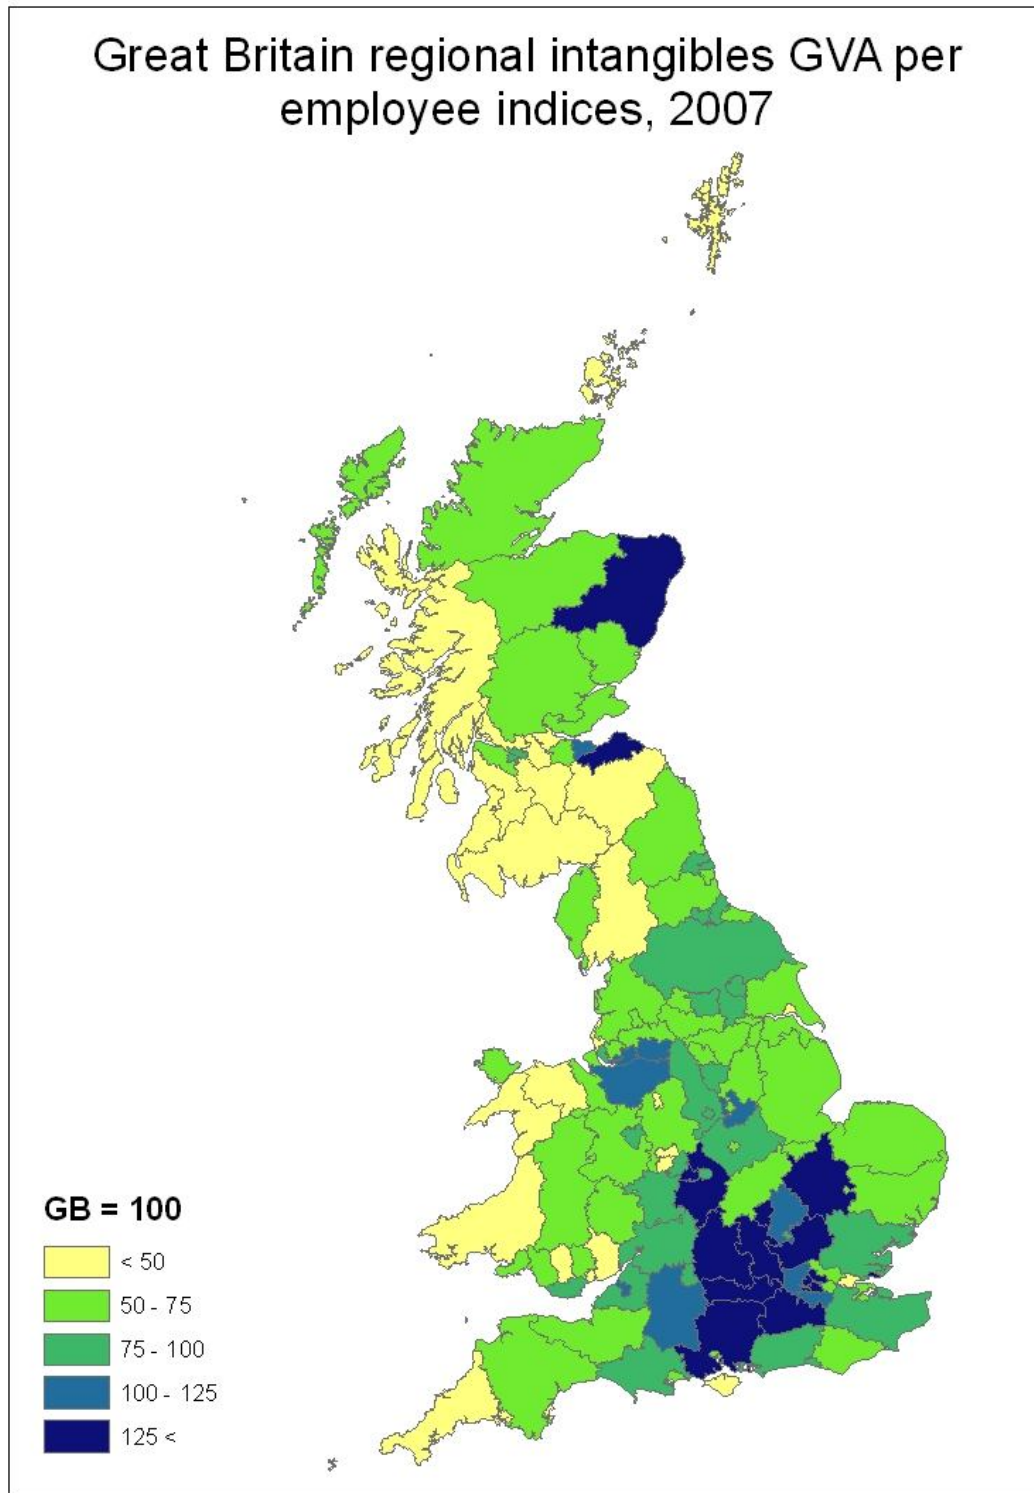 Great Britain regional intangibles GVA per
employee indices, 2007
GB = 100
< 50
50 - 75
75 - 100
100 - 125
125 <